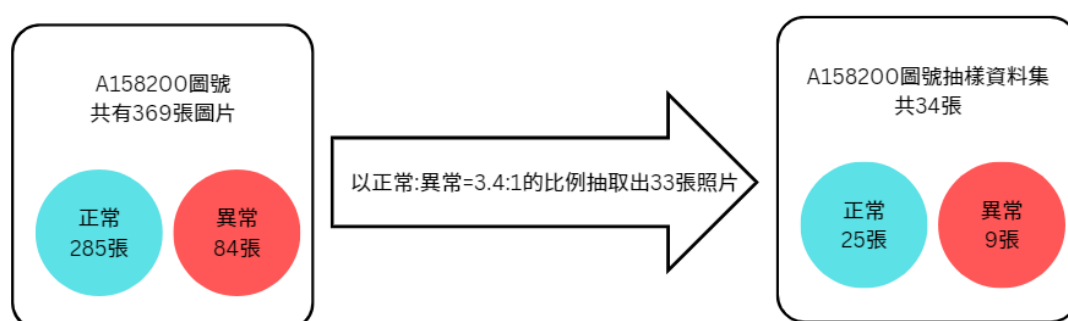 A158200圖號
共有369張圖片
正常
285張
異常
84張
以正常:異常=3.4:1的比例抽取出33張照片
A158200圖號抽樣資料集
共34張
正常
25張
異常
9張